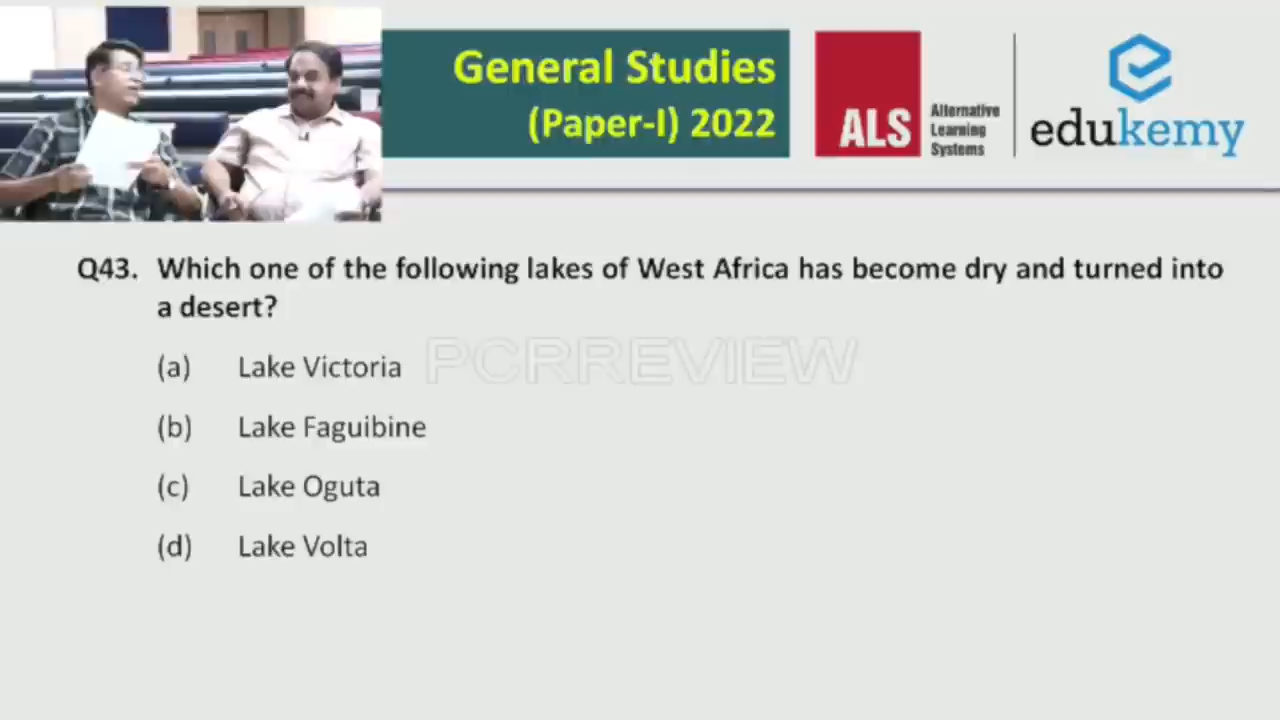 General Studies
(Paper-I) 2022
ALS
Alternative
Learning
Systems
edukemy
Q43. Which one of the following lakes of West Africa has become dry and turned into
a desert?
(a) Lake Victoria
PCRREVIEW
(b) Lake Faguibine
(c) Lake Oguta
(d) Lake Volta